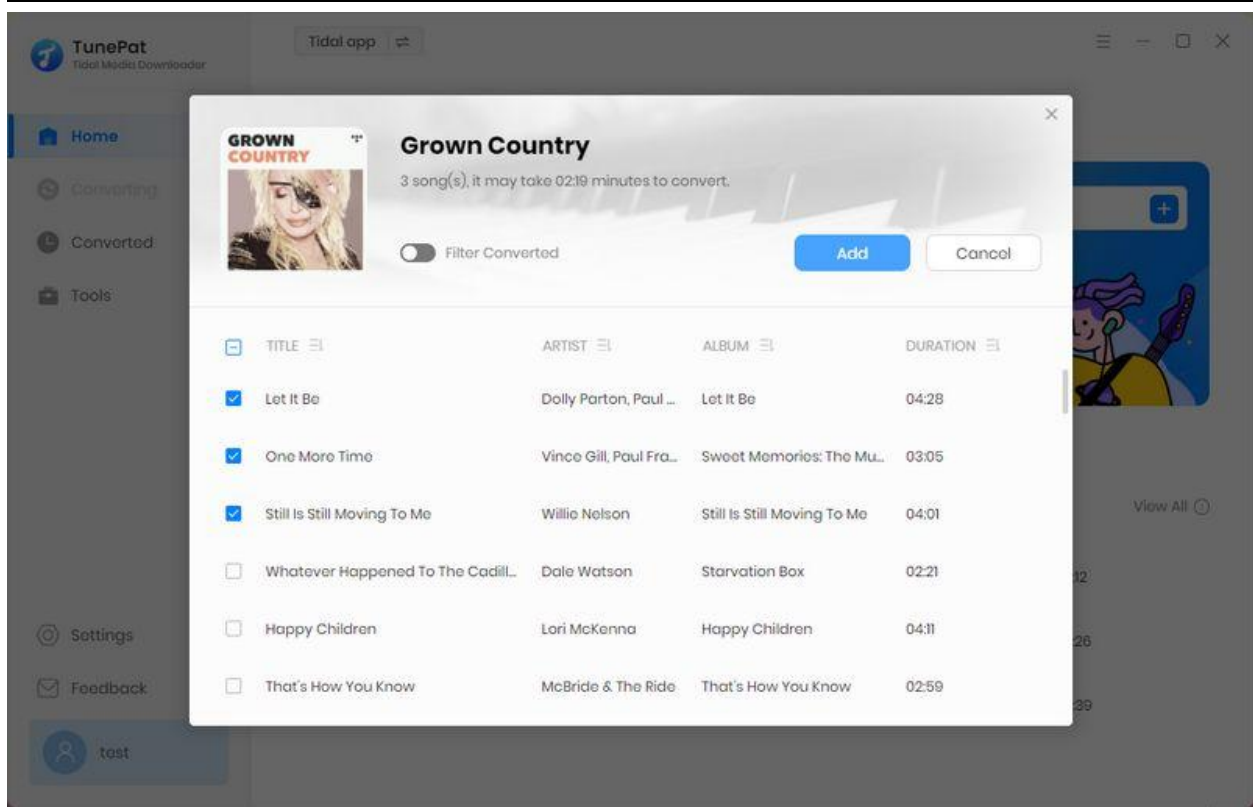 TunePat
Tidal Media Downloader
Tidal app
Home
Converting
Converted
Tools
Settings
Feedback
test
GROWN
COUNTRY
Grown Country
3 song(s), it may take 02:19 minutes to convert.
Filter Converted
Add
Cancel
TITLE ARTIST ALBUM DURATION
Let It Be Dolly Parton, Paul ... Let It Be 04:28
One More Time Vince Gill, Paul Fra... Sweet Memories: The Mu... 03:05
Still Is Still Moving To Me Willie Nelson Still Is Still Moving To Me 04:01
Whatever Happened To The Cadill... Dale Watson Starvation Box 02:21
Happy Children Lori McKenna Happy Children 04:11
That's How You Know McBride & The Ride That's How You Know 02:59
View All
:12
:26
:39